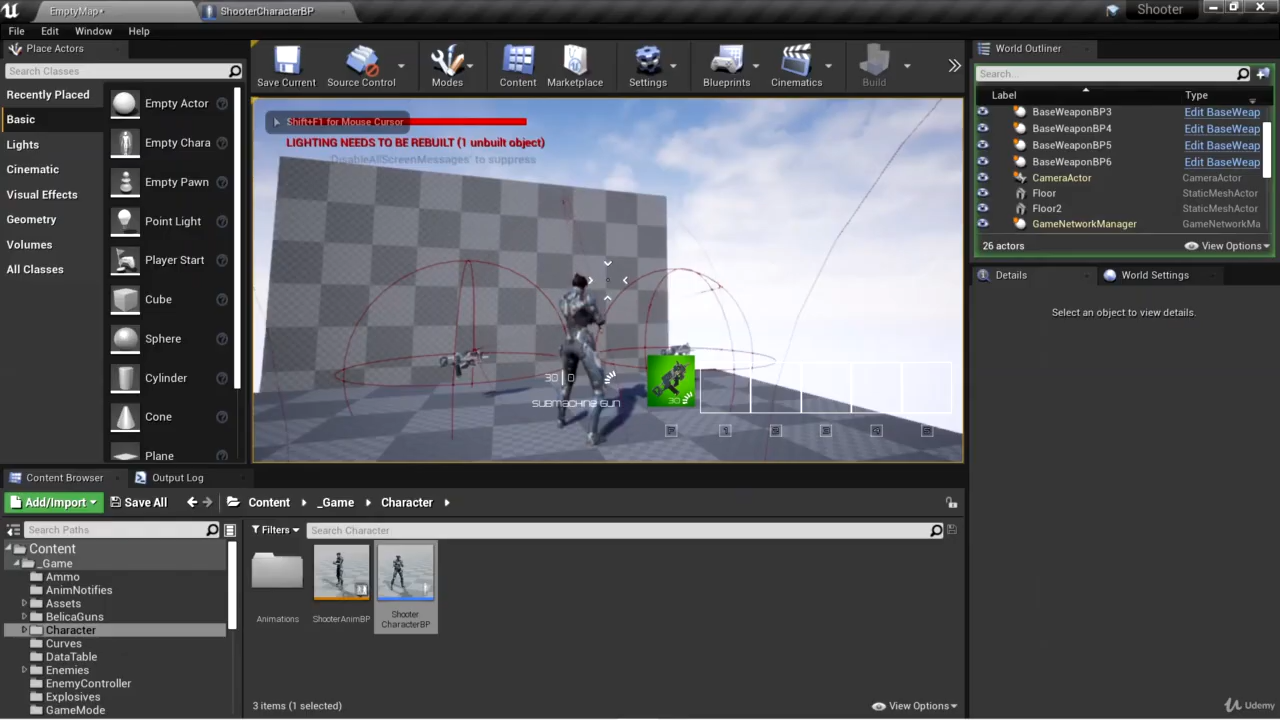 EmptyMap*
ShooterCharacterBP
Shooter
File
Edit
Window
Help
Place Actors
Search Classes
Recently Placed
Basic
Lights
Cinematic
Visual Effects
Geometry
Volumes
All Classes
Empty Actor
Empty Chara
Empty Pawn
Point Light
Player Start
Cube
Sphere
Cylinder
Cone
Plane
Save Current
Source Control
Modes
Content
Marketplace
Settings
Blueprints
Cinematics
Build
Shift+F1 for Mouse Cursor
LIGHTING NEEDS TO BE REBUILT (1 unbuilt object)
'DisableAllScreenMessages' to suppress
30 | 0
SUBMACHINE GUN
30
World Outliner
Search...
Label
Type
BaseWeaponBP3
Edit BaseWeap
BaseWeaponBP4
Edit BaseWeap
BaseWeaponBP5
Edit BaseWeap
BaseWeaponBP6
Edit BaseWeap
CameraActor
CameraActor
Floor
StaticMeshActor
Floor2
StaticMeshActor
GameNetworkManager
GameNetworkMa
26 actors
View Options
Details
World Settings
Select an object to view details.
Content Browser
Output Log
Add/Import
Save All
Content
_Game
Character
Search Paths
Filters
Search Character
Content
_Game
Ammo
AnimNotifies
Assets
BelicaGuns
Character
Curves
DataTable
Enemies
EnemyController
Explosives
GameMode
Animations
ShooterAnimBP
Shooter
CharacterBP
3 items (1 selected)
View Options
Udemy